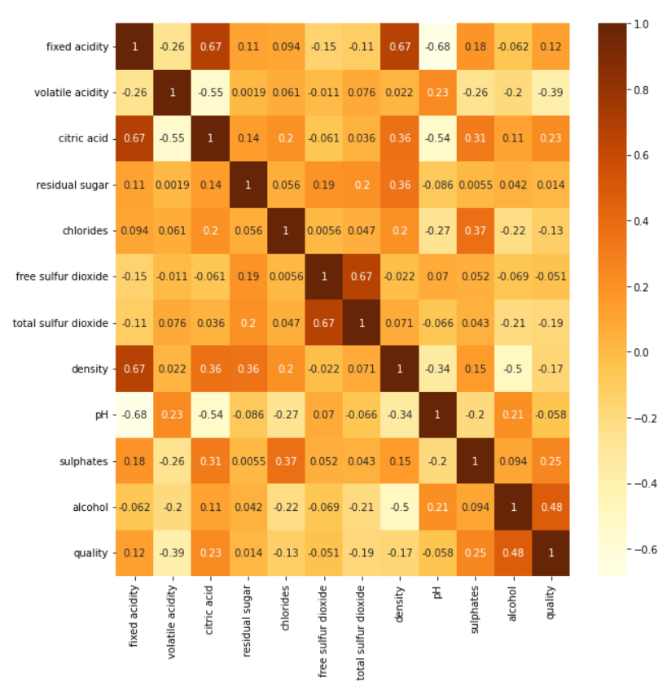 fixed acidity 1 -0.26 0.67 0.11 0.094 -0.15 -0.11 0.67 -0.68 0.18 -0.062 0.12
volatile acidity -0.26 1 -0.55 0.0019 0.061 -0.011 0.076 0.022 0.23 -0.26 -0.2 -0.39
citric acid 0.67 -0.55 1 0.14 0.2 -0.061 0.036 0.36 -0.54 0.31 0.11 0.23
residual sugar 0.11 0.0019 0.14 1 0.056 0.19 0.2 0.36 -0.086 0.0055 0.042 0.014
chlorides 0.094 0.061 0.2 0.056 1 0.0056 0.047 0.2 -0.27 0.37 -0.22 -0.13
free sulfur dioxide -0.15 -0.011 -0.061 0.19 0.0056 1 0.67 -0.022 0.07 0.052 -0.069 -0.051
total sulfur dioxide -0.11 0.076 0.036 0.2 0.047 0.67 1 0.071 -0.066 0.043 -0.21 -0.19
density 0.67 0.022 0.36 0.36 0.2 -0.022 0.071 1 -0.34 0.15 -0.5 -0.17
pH -0.68 0.23 -0.54 -0.086 -0.27 0.07 -0.066 -0.34 1 -0.2 0.21 -0.058
sulphates 0.18 -0.26 0.31 0.0055 0.37 0.052 0.043 0.15 -0.2 1 0.094 0.25
alcohol -0.062 -0.2 0.11 0.042 -0.22 -0.069 -0.21 -0.5 0.21 0.094 1 0.48
quality 0.12 -0.39 0.23 0.014 -0.13 -0.051 -0.19 -0.17 -0.058 0.25 0.48 1
fixed acidity
volatile acidity
citric acid
residual sugar
chlorides
free sulfur dioxide
total sulfur dioxide
density
pH
sulphates
alcohol
quality
1.0
0.8
0.6
0.4
0.2
0.0
−0.2
−0.4
−0.6